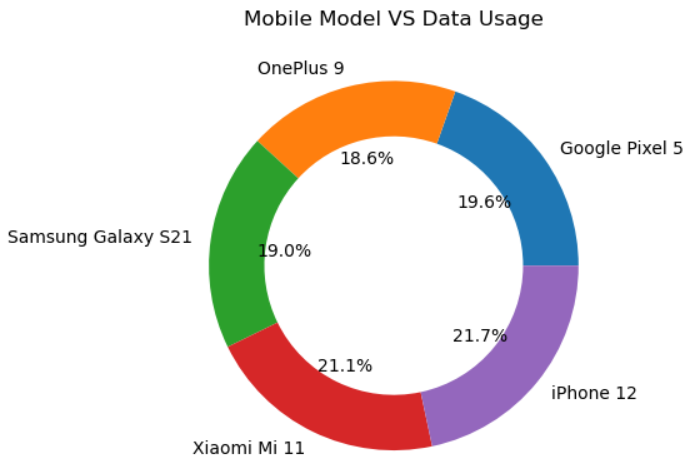 Mobile Model VS Data Usage
OnePlus 9
Google Pixel 5
18.6%
19.6%
Samsung Galaxy S21
19.0%
21.7%
21.1%
iPhone 12
Xiaomi Mi 11